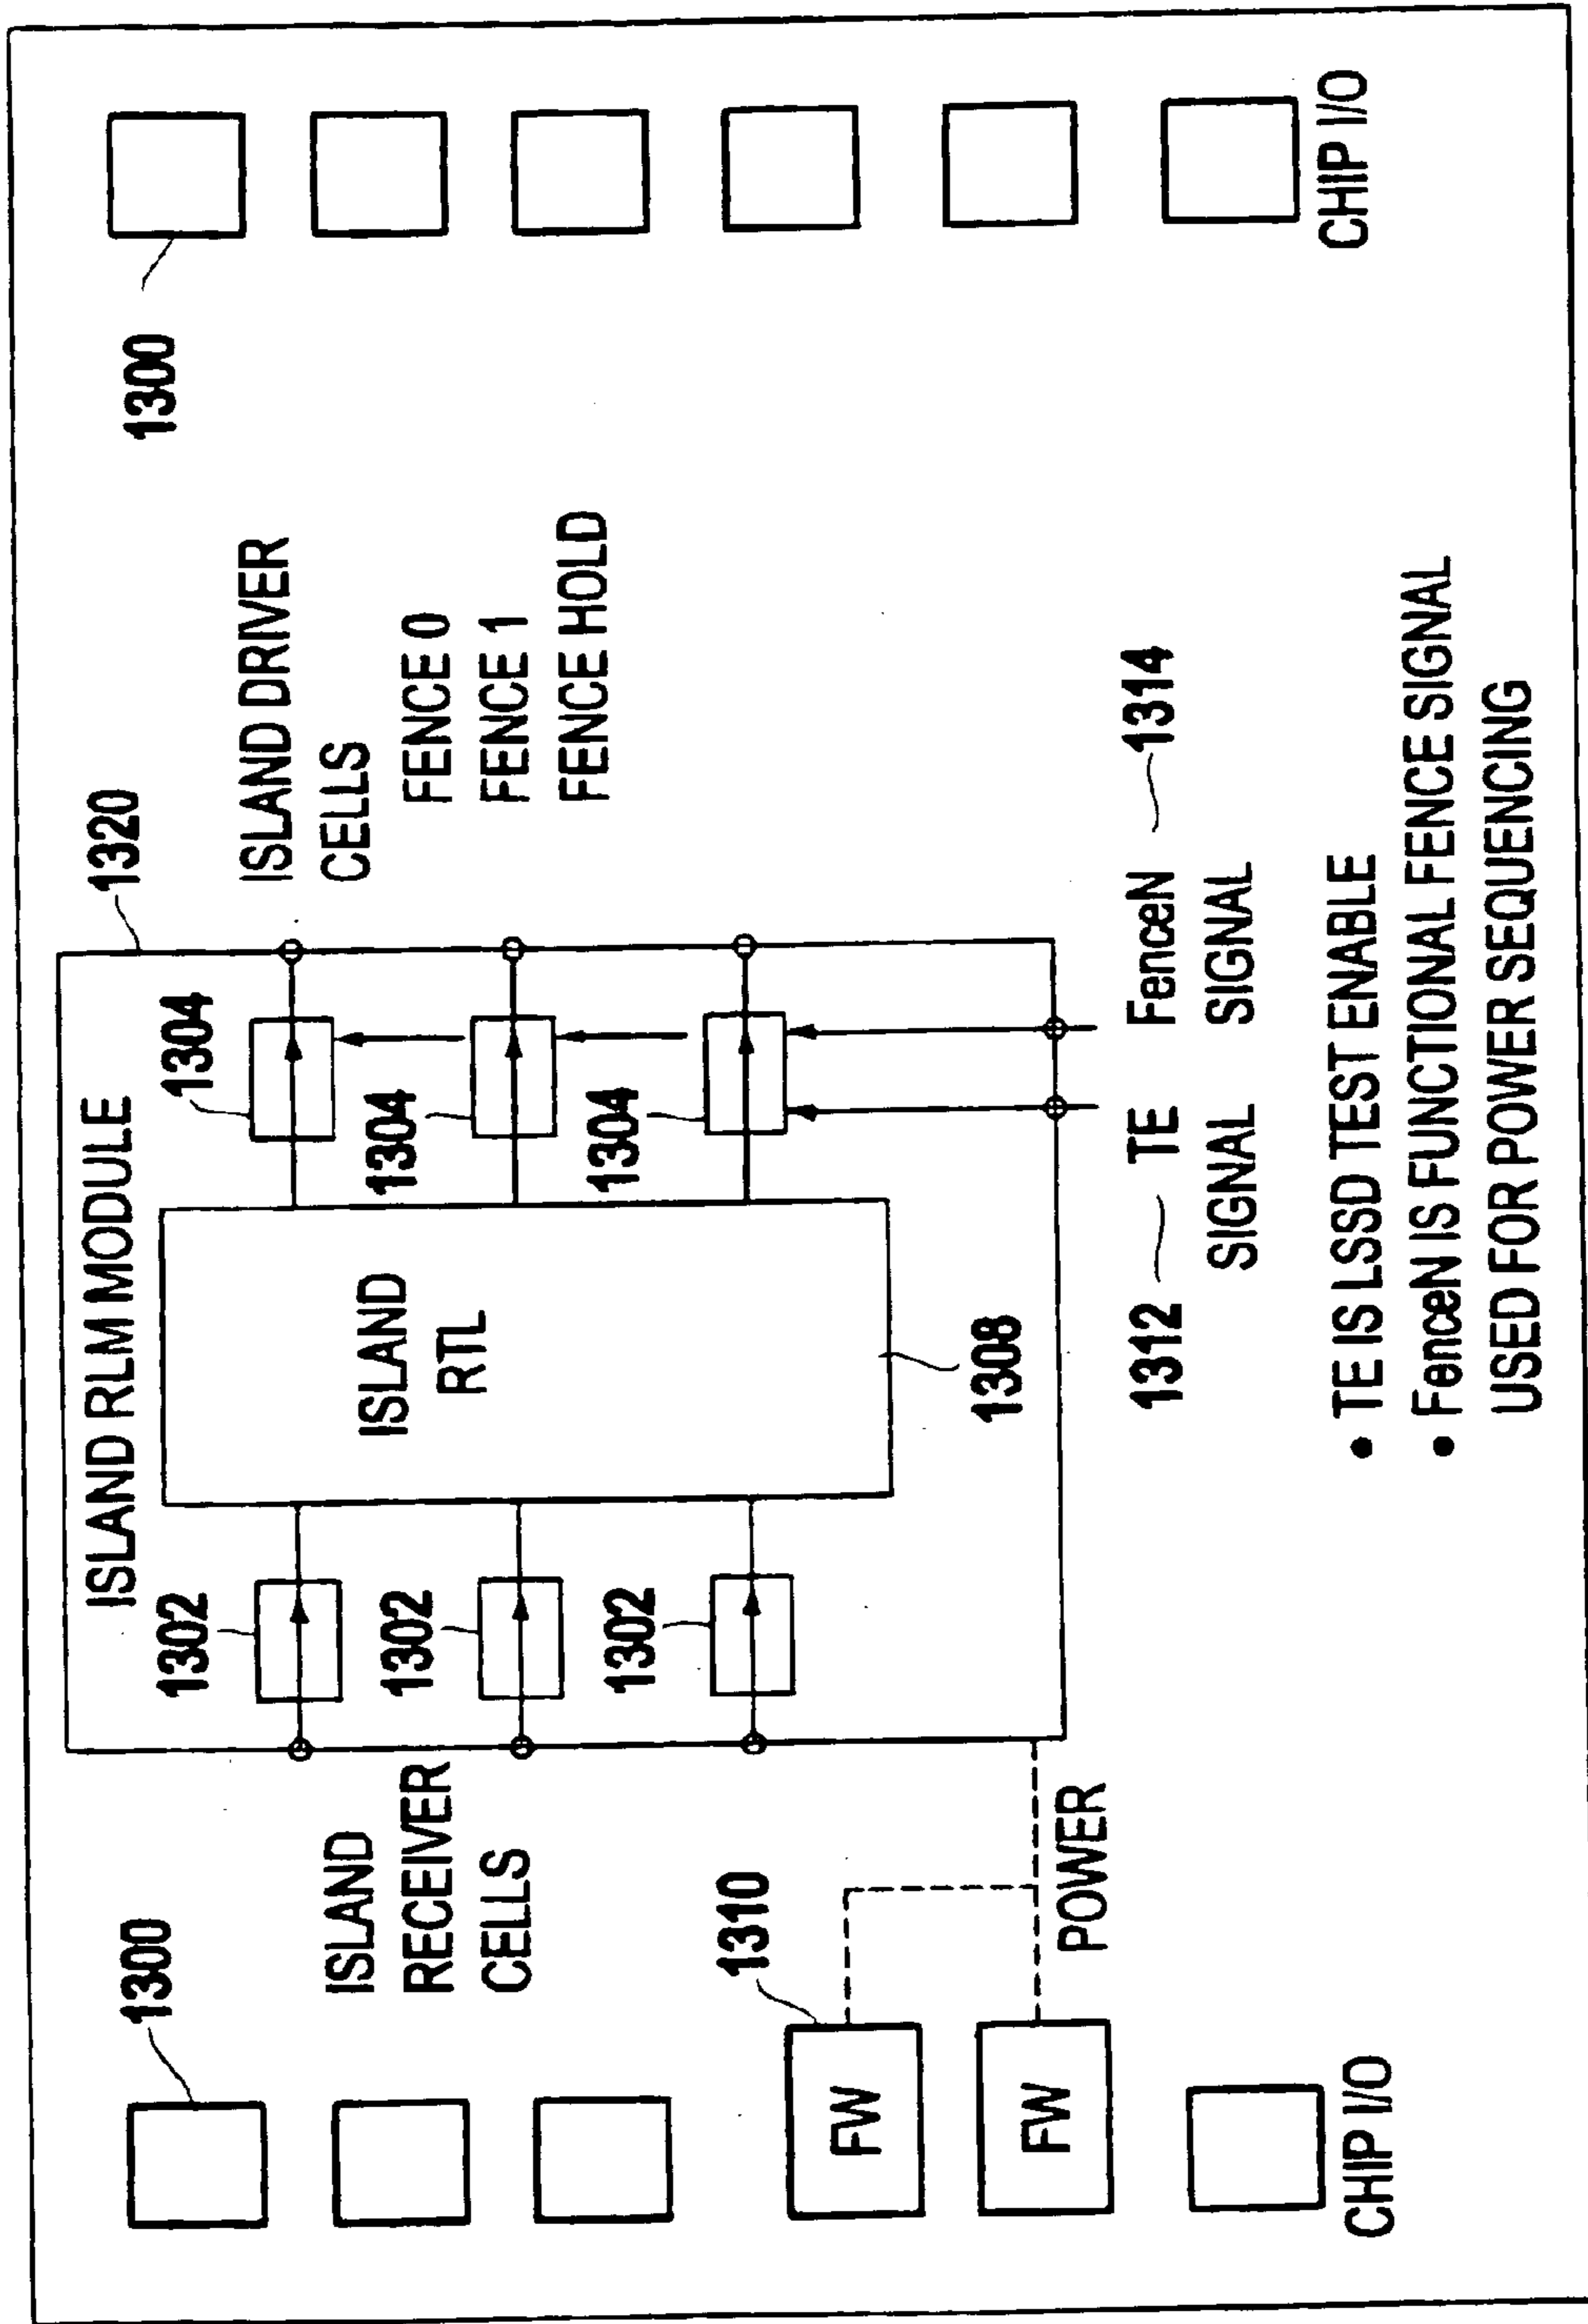 1300
ISLAND
RECEIVER
CELLS
1310
FW
FW
POWER
CHIP I/O
ISLAND RLM MODULE
1320
1302
1302
1302
ISLAND
RTL
1308
1304
1304
1304
ISLAND DRIVER
CELLS
FENCE 0
FENCE 1
FENCE HOLD
1312 TE
SIGNAL
FenceN 1314
SIGNAL
• TE IS LSSD TEST ENABLE
• FenceN IS FUNCTIONAL FENCE SIGNAL
USED FOR POWER SEQUENCING
1300
CHIP I/O